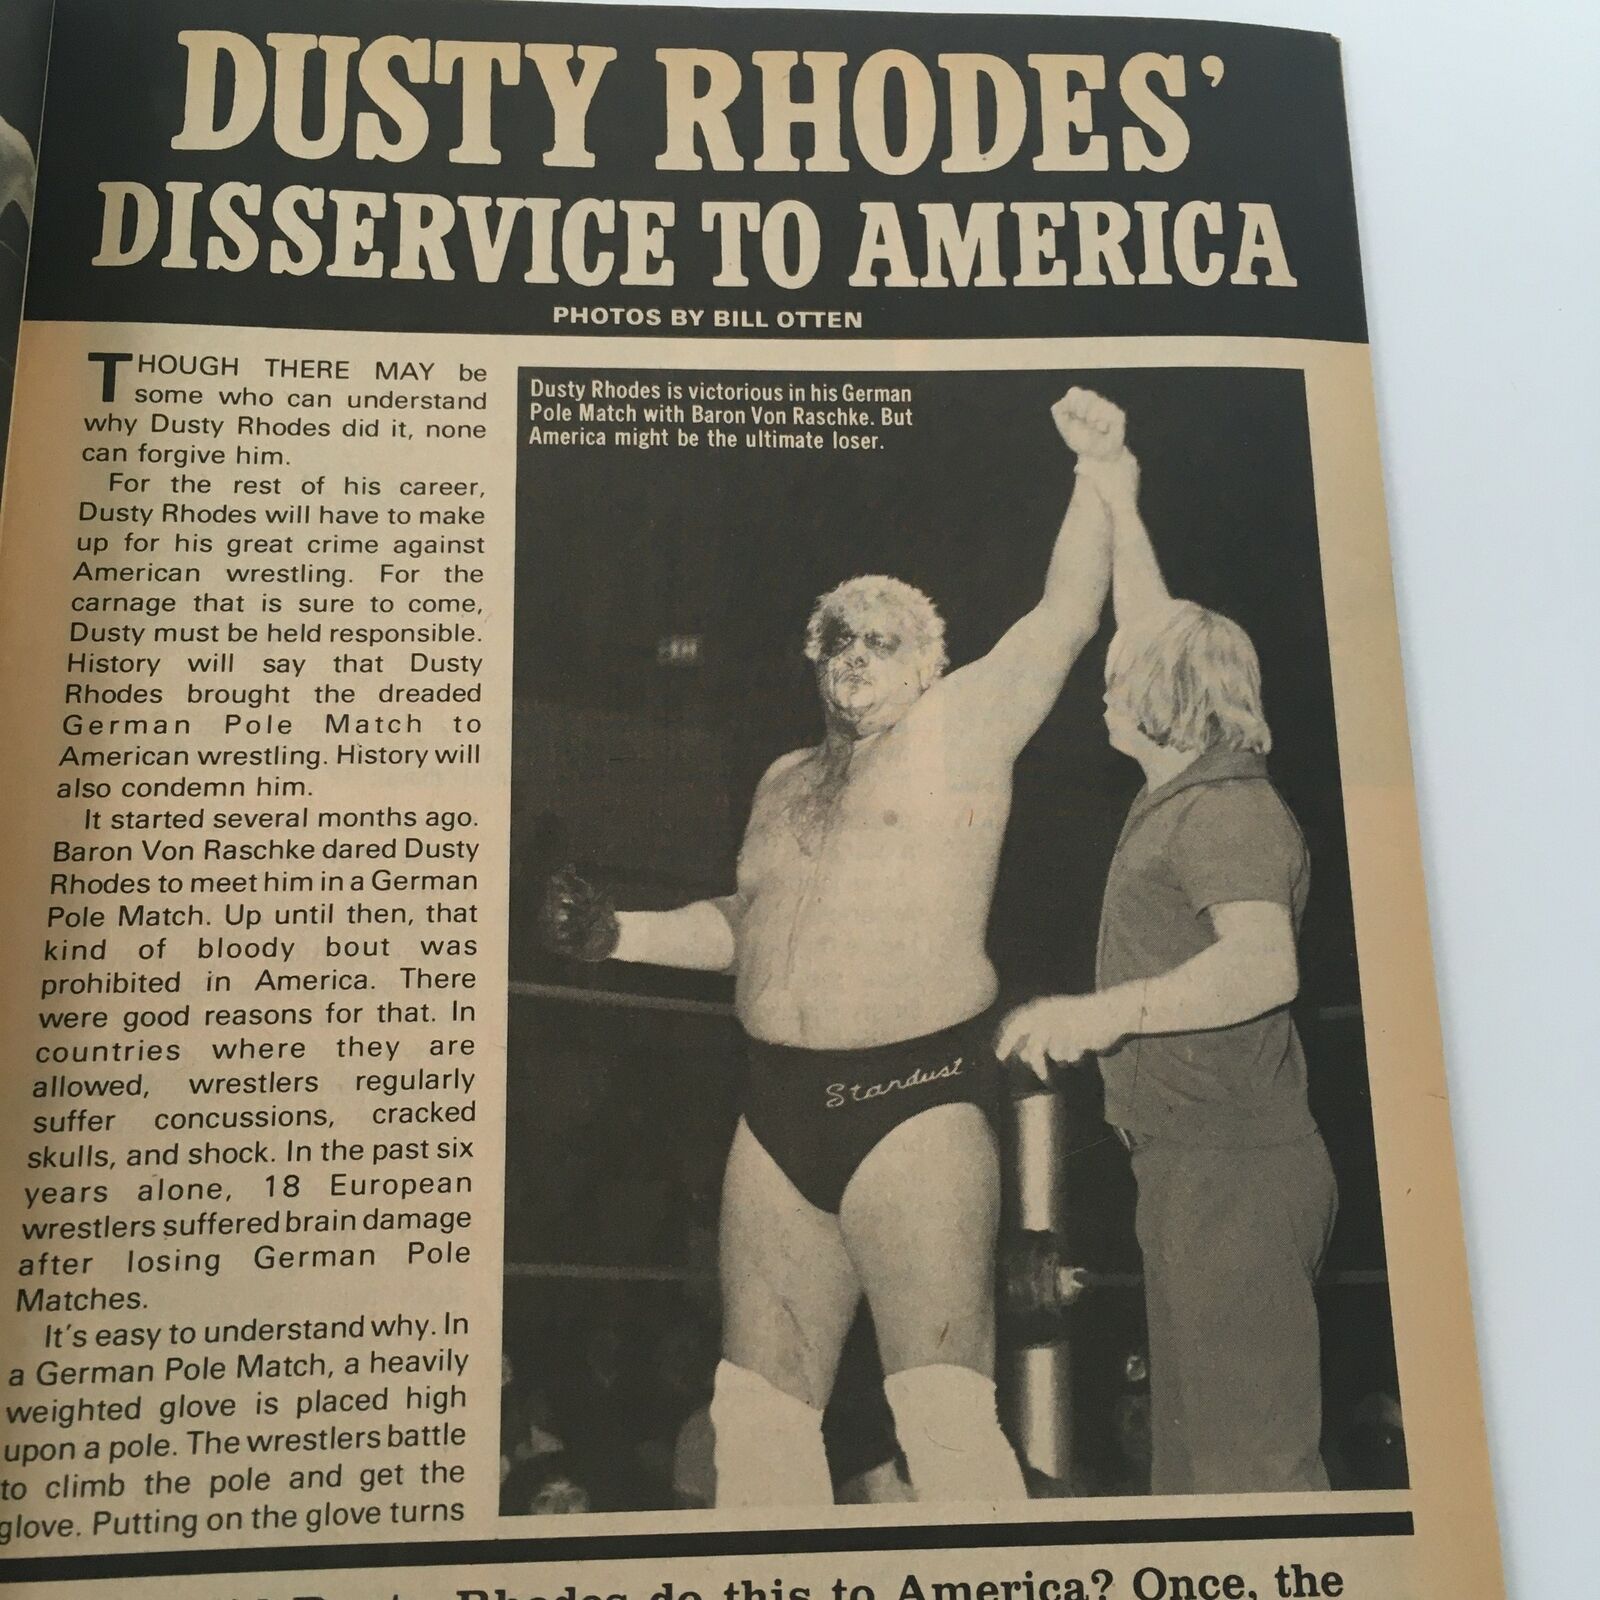 DUSTY RHODES'
DISSERVICE TO AMERICA
PHOTOS BY BILL OTTEN
THOUGH THERE MAY be
some who can understand
why Dusty Rhodes did it, none
can forgive him.
For the rest of his career,
Dusty Rhodes will have to make
up for his great crime against
American wrestling. For the
carnage that is sure to come,
Dusty must be held responsible.
History will say that Dusty
Rhodes brought the dreaded
German Pole Match to
American wrestling. History will
also condemn him.
It started several months ago.
Baron Von Raschke dared Dusty
Rhodes to meet him in a German
Pole Match. Up until then, that
kind of bloody bout was
prohibited in America. There
were good reasons for that. In
countries where they are
allowed, wrestlers regularly
suffer concussions, cracked
skulls, and shock. In the past six
years alone, 18 European
wrestlers suffered brain damage
after losing German Pole
Matches.
It's easy to understand why. In
a German Pole Match, a heavily
weighted glove is placed high
upon a pole. The wrestlers battle
to climb the pole and get the
glove. Putting on the glove turns
Dusty Rhodes is victorious in his German
Pole Match with Baron Von Raschke. But
America might be the ultimate loser.
Stardust
Rhodes do this to America? Once, the